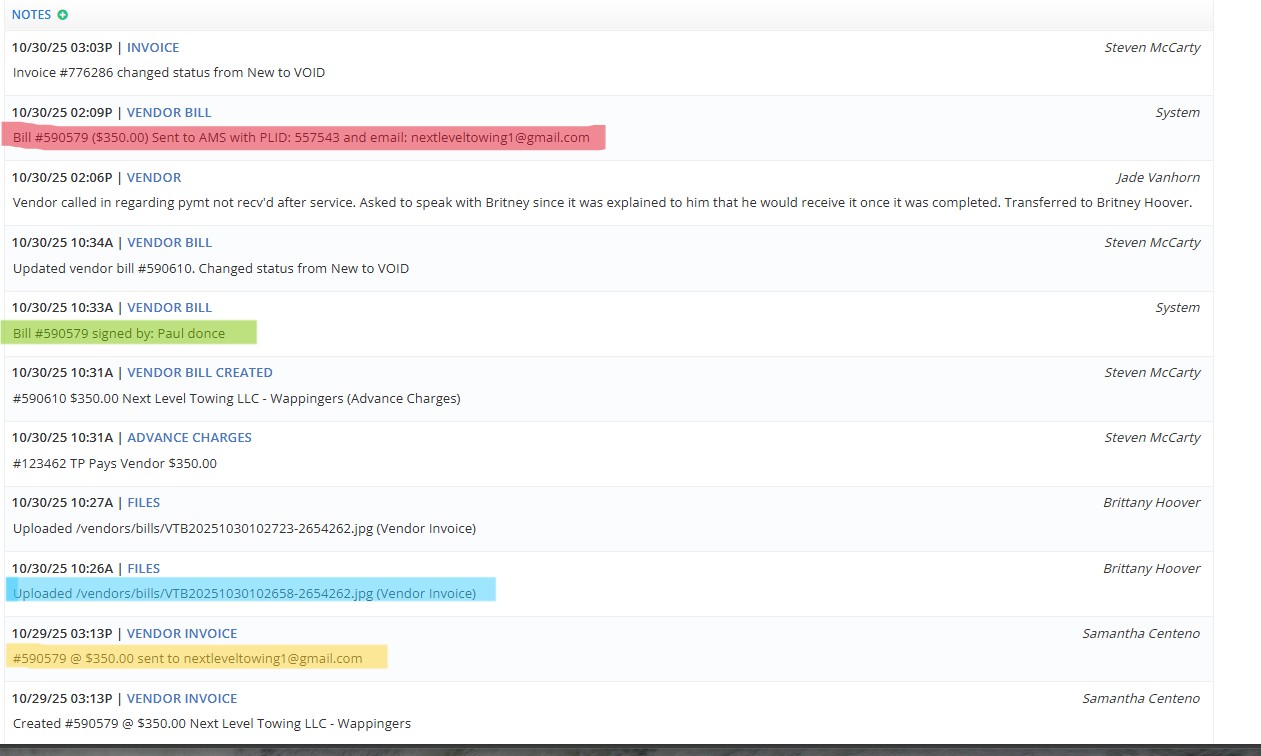 NOTES
10/30/25 03:03P | INVOICE Steven McCarty
Invoice #776286 changed status from New to VOID
10/30/25 02:09P | VENDOR BILL System
Bill #590579 ($350.00) Sent to AMS with PLID: 557543 and email: nextleveltowing1@gmail.com
10/30/25 02:06P | VENDOR Jade Vanhorn
Vendor called in regarding pymt not recv'd after service. Asked to speak with Britney since it was explained to him that he would receive it once it was completed. Transferred to Britney Hoover.
10/30/25 10:34A | VENDOR BILL Steven McCarty
Updated vendor bill #590610. Changed status from New to VOID
10/30/25 10:33A | VENDOR BILL System
Bill #590579 signed by: Paul donce
10/30/25 10:31A | VENDOR BILL CREATED Steven McCarty
#590610 $350.00 Next Level Towing LLC - Wappingers (Advance Charges)
10/30/25 10:31A | ADVANCE CHARGES Steven McCarty
#123462 TP Pays Vendor $350.00
10/30/25 10:27A | FILES Brittany Hoover
Uploaded /vendors/bills/VTB20251030102723-2654262.jpg (Vendor Invoice)
10/30/25 10:26A | FILES Brittany Hoover
Uploaded /vendors/bills/VTB20251030102658-2654262.jpg (Vendor Invoice)
10/29/25 03:13P | VENDOR INVOICE Samantha Centeno
#590579 @ $350.00 sent to nextleveltowing1@gmail.com
10/29/25 03:13P | VENDOR INVOICE Samantha Centeno
Created #590579 @ $350.00 Next Level Towing LLC - Wappingers